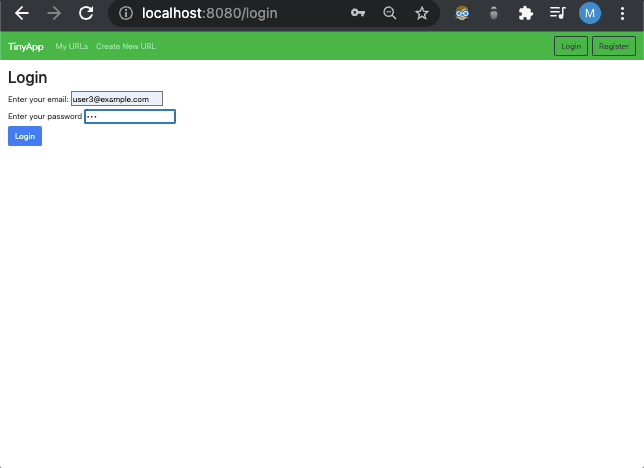 localhost:8080/login
M
TinyApp My URLs Create New URL Login Register
Login
Enter your email: user3@example.com
Enter your password •••
Login